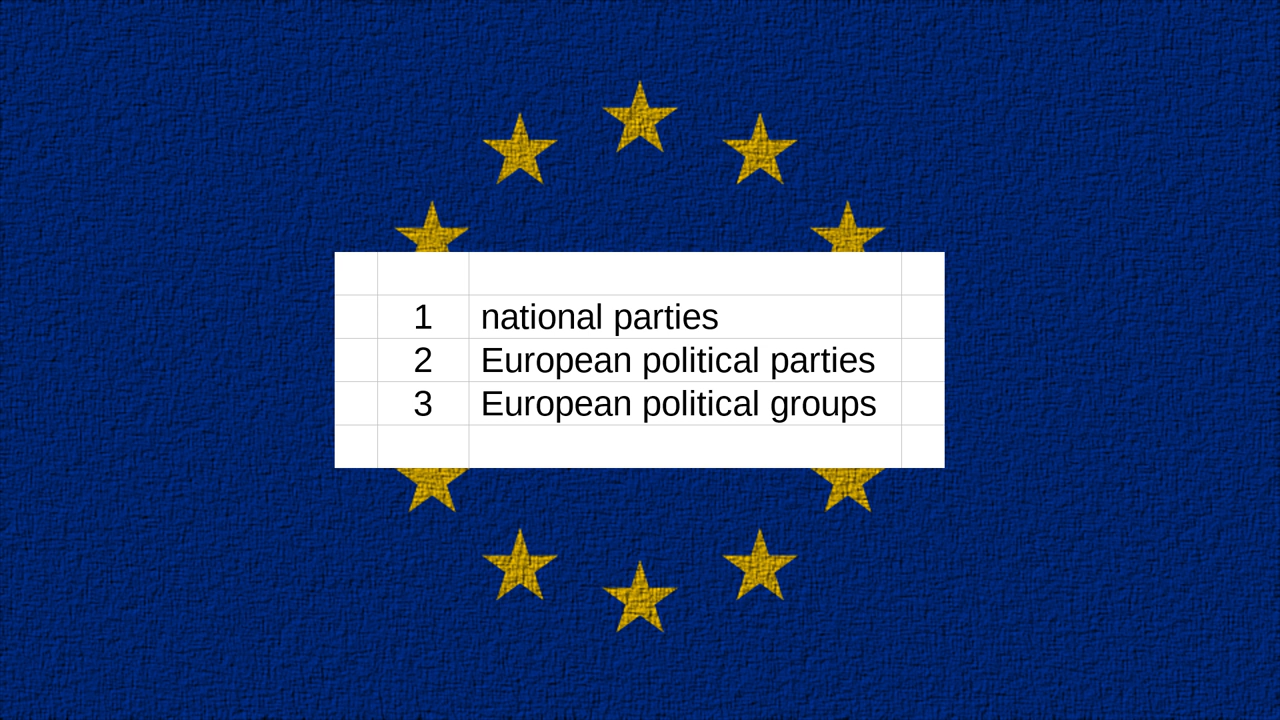 1 national parties
2 European political parties
3 European political groups